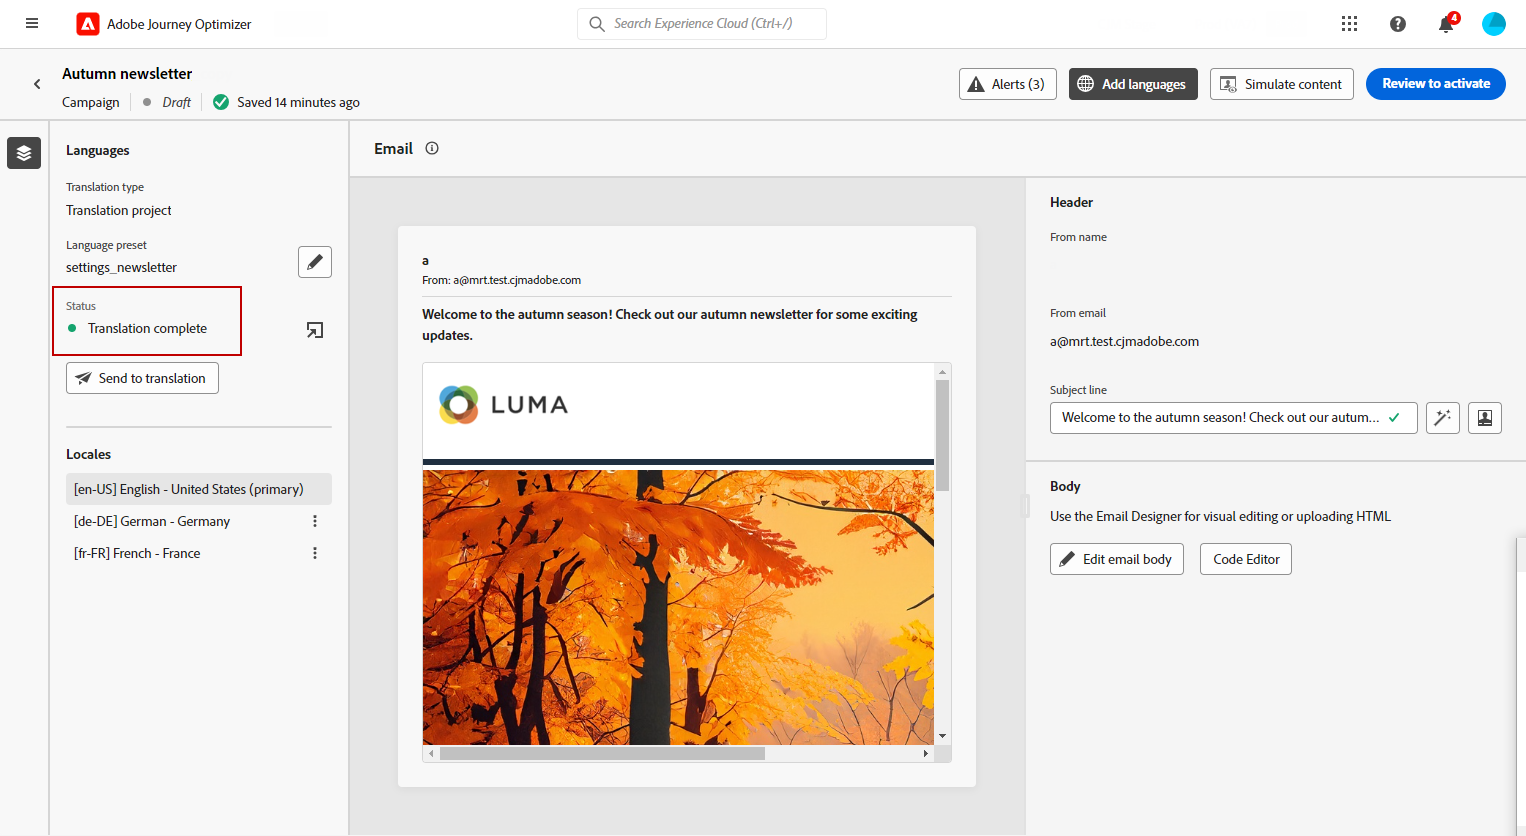 Adobe Journey Optimizer
Search Experience Cloud (Ctrl+/)
4
Autumn newsletter
Campaign
Draft
Saved 14 minutes ago
Alerts (3)
Add languages
Simulate content
Review to activate
Languages
Translation type
Translation project
Language preset
settings_newsletter
Status
Translation complete
Send to translation
Locales
[en-US] English - United States (primary)
[de-DE] German - Germany
[fr-FR] French - France
Email
a
From: a@mrt.test.cjmadobe.com
Welcome to the autumn season! Check out our autumn newsletter for some exciting
updates.
LUMA
Header
From name
From email
a@mrt.test.cjmadobe.com
Subject line
Welcome to the autumn season! Check out our autum...
Body
Use the Email Designer for visual editing or uploading HTML
Edit email body
Code Editor